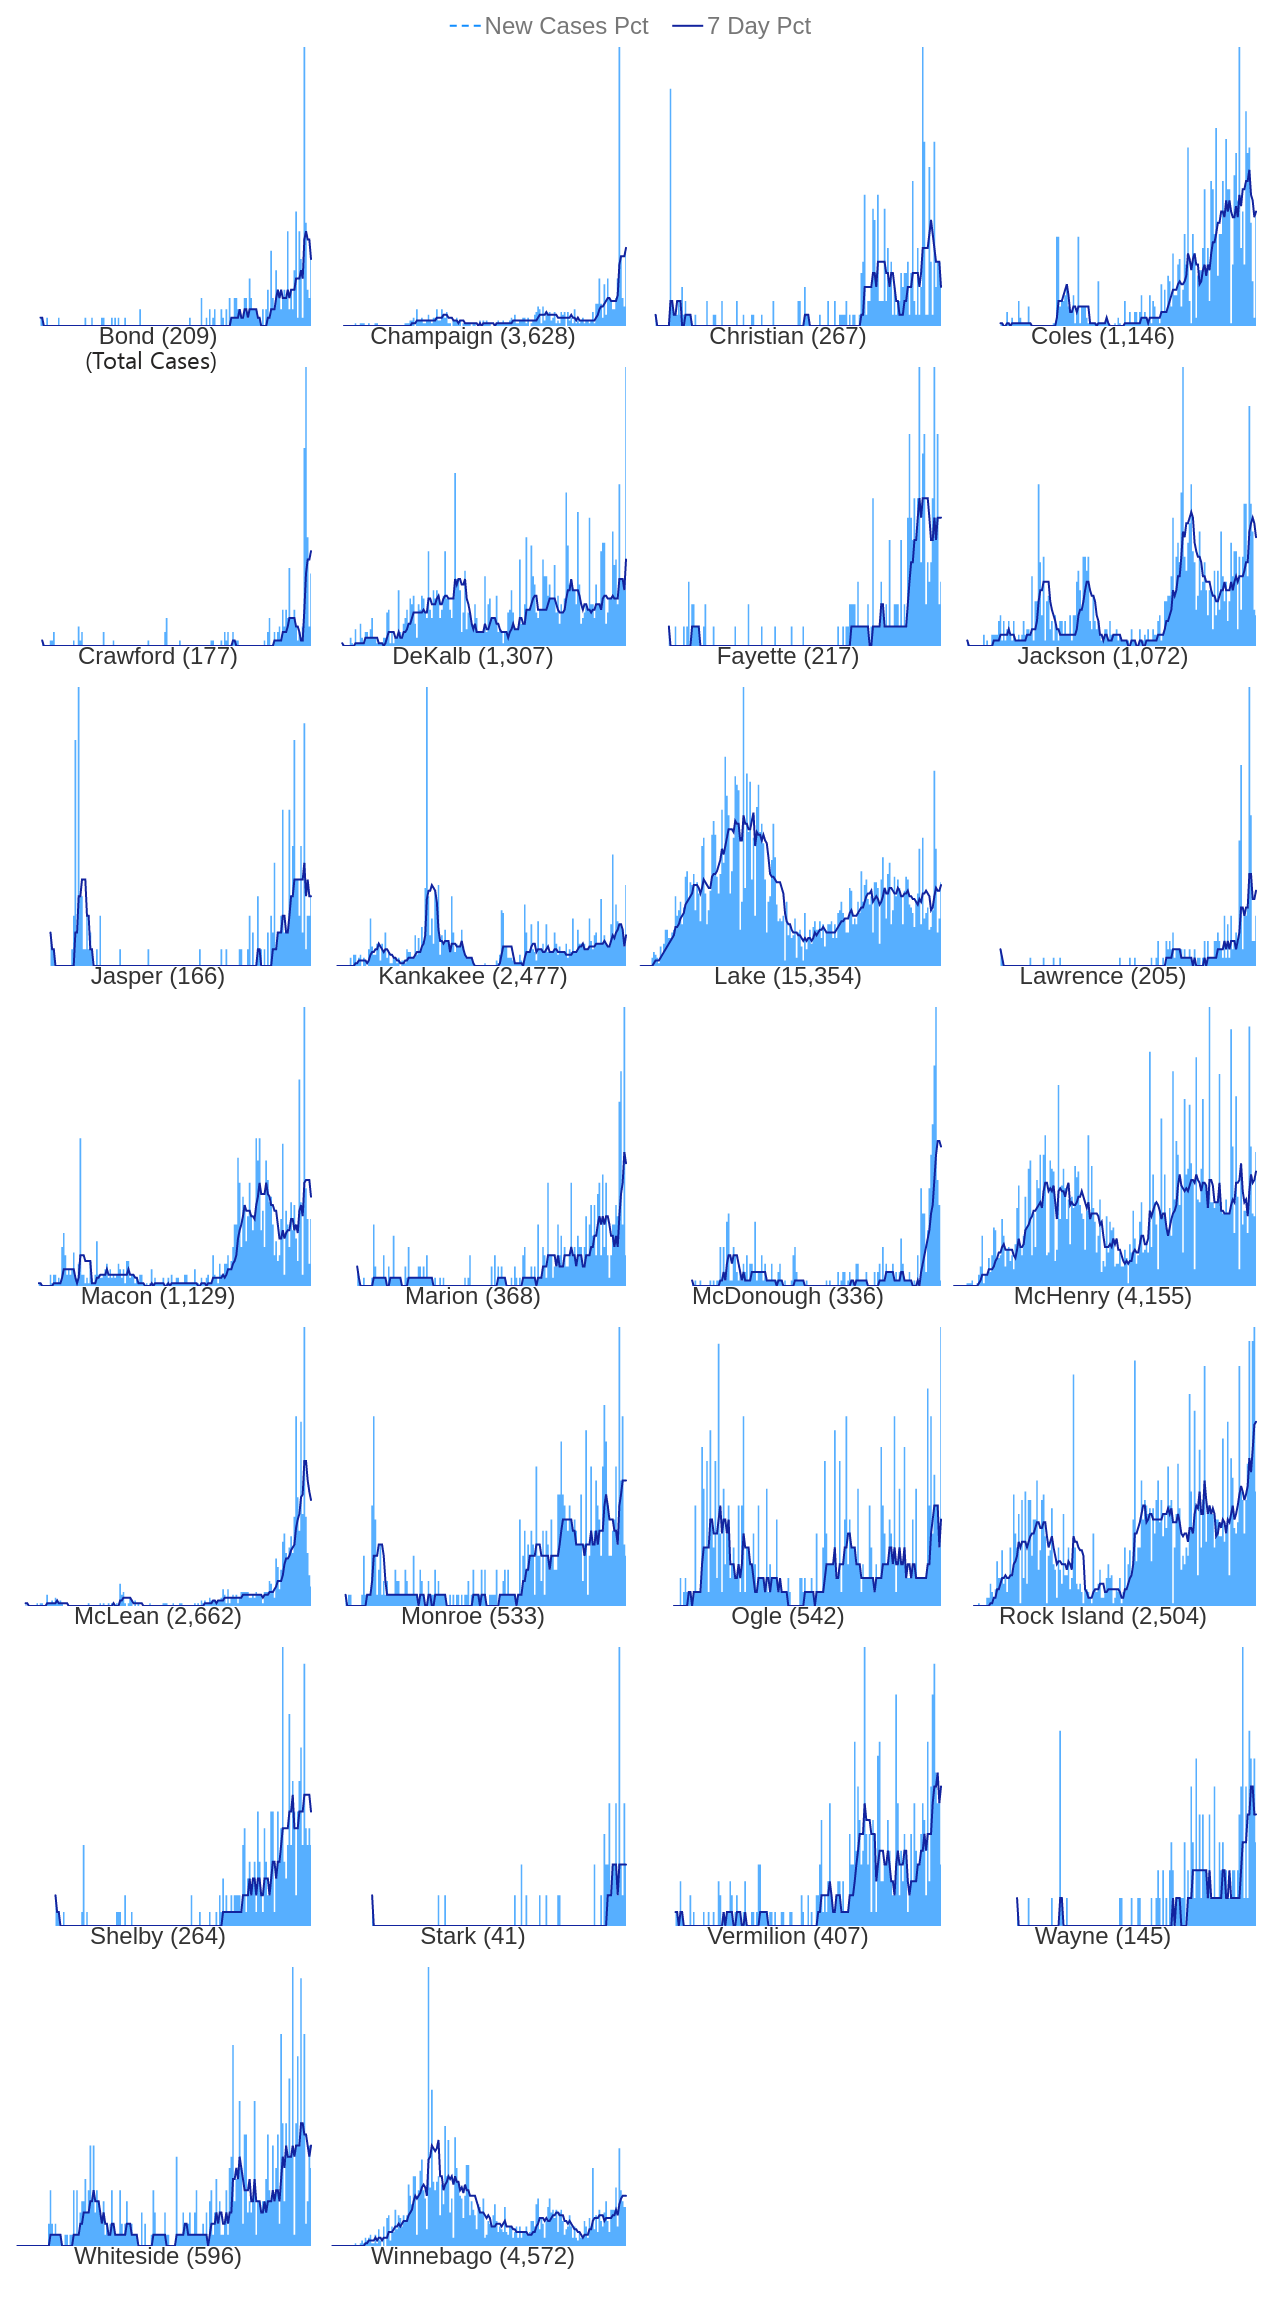 New Cases Pct 7 Day Pct
Bond (209) Champaign (3,628) Christian (267) Coles (1,146)
(Total Cases)
Crawford (177) DeKalb (1,307) Fayette (217) Jackson (1,072)
Jasper (166) Kankakee (2,477) Lake (15,354) Lawrence (205)
Macon (1,129) Marion (368) McDonough (336) McHenry (4,155)
McLean (2,662) Monroe (533) Ogle (542) Rock Island (2,504)
Shelby (264) Stark (41) Vermilion (407) Wayne (145)
Whiteside (596) Winnebago (4,572)